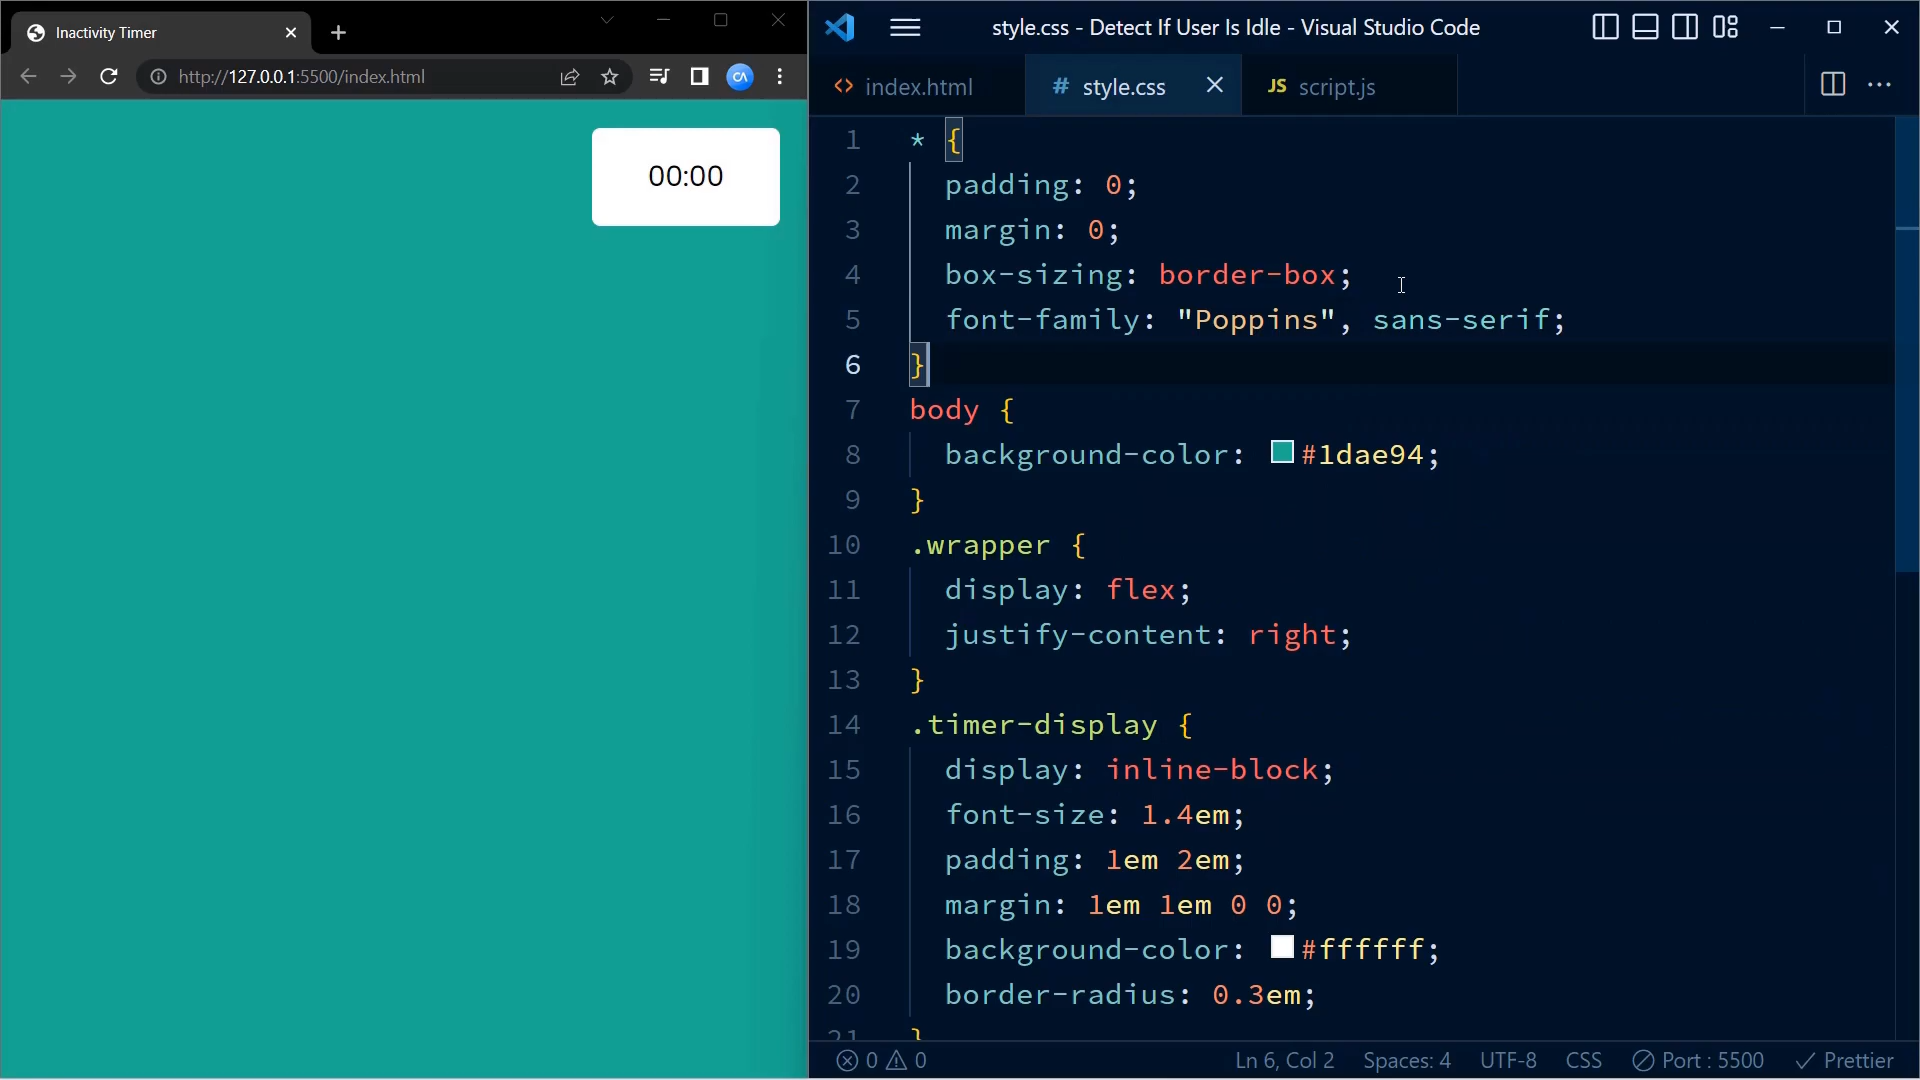 Inactivity Timer
http://127.0.0.1:5500/index.html
CA
00:00
style.css - Detect If User Is Idle - Visual Studio Code
index.html
# style.css
JS script.js
1 * {
2 padding: 0;
3 margin: 0;
4 box-sizing: border-box;
5 font-family: "Poppins", sans-serif;
6 }
7 body {
8 background-color: #1dae94;
9 }
10 .wrapper {
11 display: flex;
12 justify-content: right;
13 }
14 .timer-display {
15 display: inline-block;
16 font-size: 1.4em;
17 padding: 1em 2em;
18 margin: 1em 1em 0 0;
19 background-color: #ffffff;
20 border-radius: 0.3em;
21 }
0 0 Ln 6, Col 2 Spaces: 4 UTF-8 CSS Port : 5500 Prettier